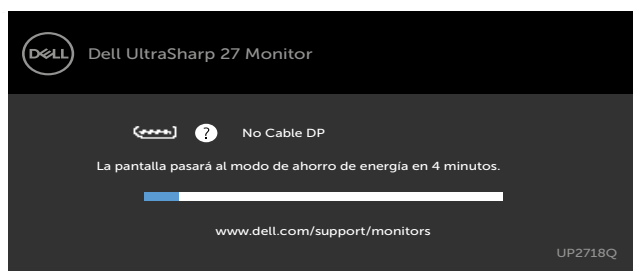 DELL Dell UltraSharp 27 Monitor
? No Cable DP
La pantalla pasará al modo de ahorro de energía en 4 minutos.
www.dell.com/support/monitors
UP2718Q